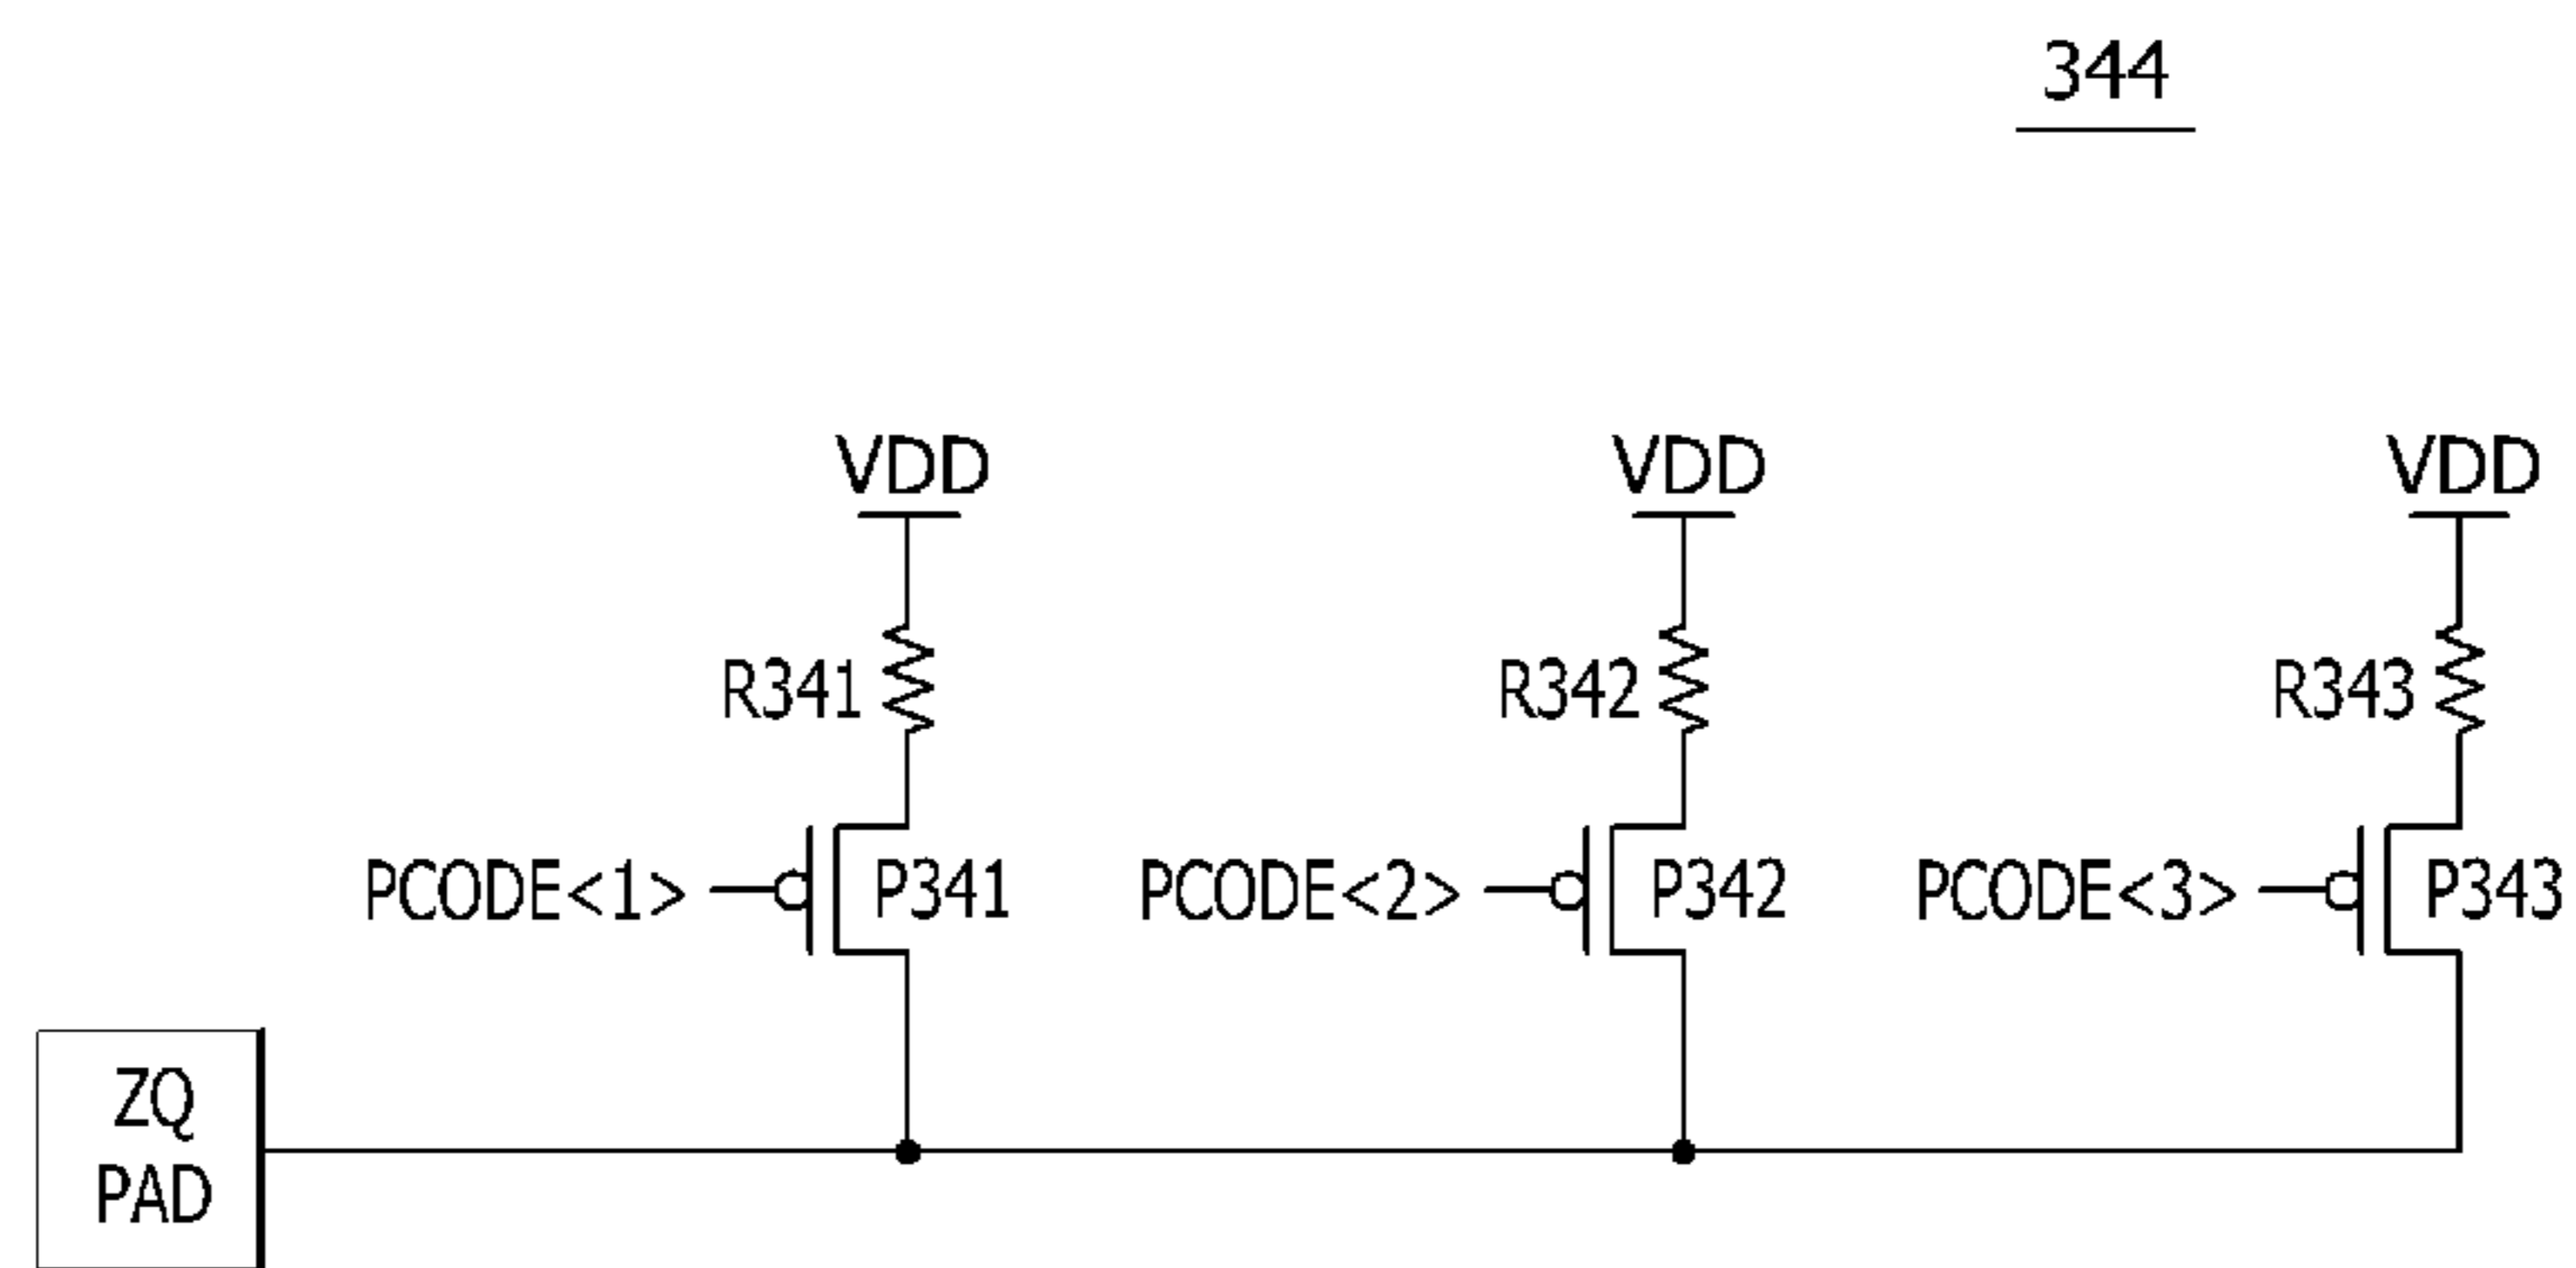 344
VDD VDD VDD
R341 R342 R343
PCODE<1> P341 PCODE<2> P342 PCODE<3> P343
ZQ
PAD